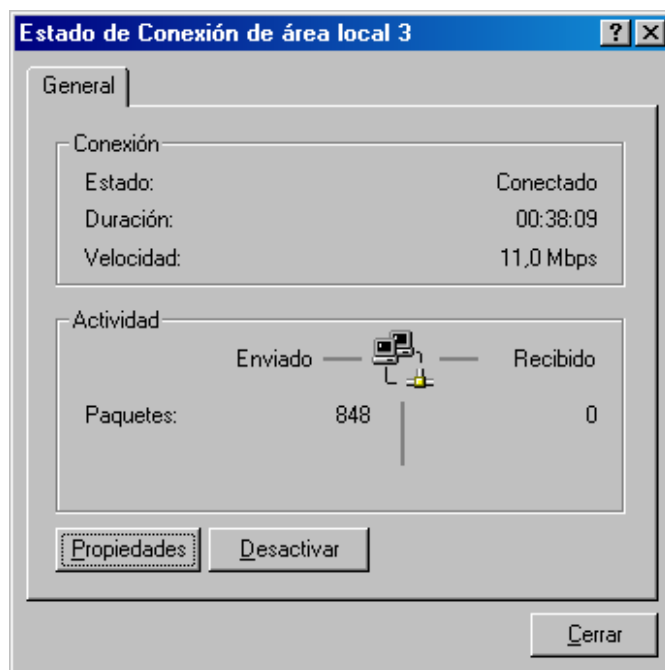 Estado de Conexión de área local 3
General
Conexión
Estado: Conectado
Duración: 00:38:09
Velocidad: 11,0 Mbps
Actividad
Enviado Recibido
Paquetes: 848 0
Propiedades Desactivar
Cerrar